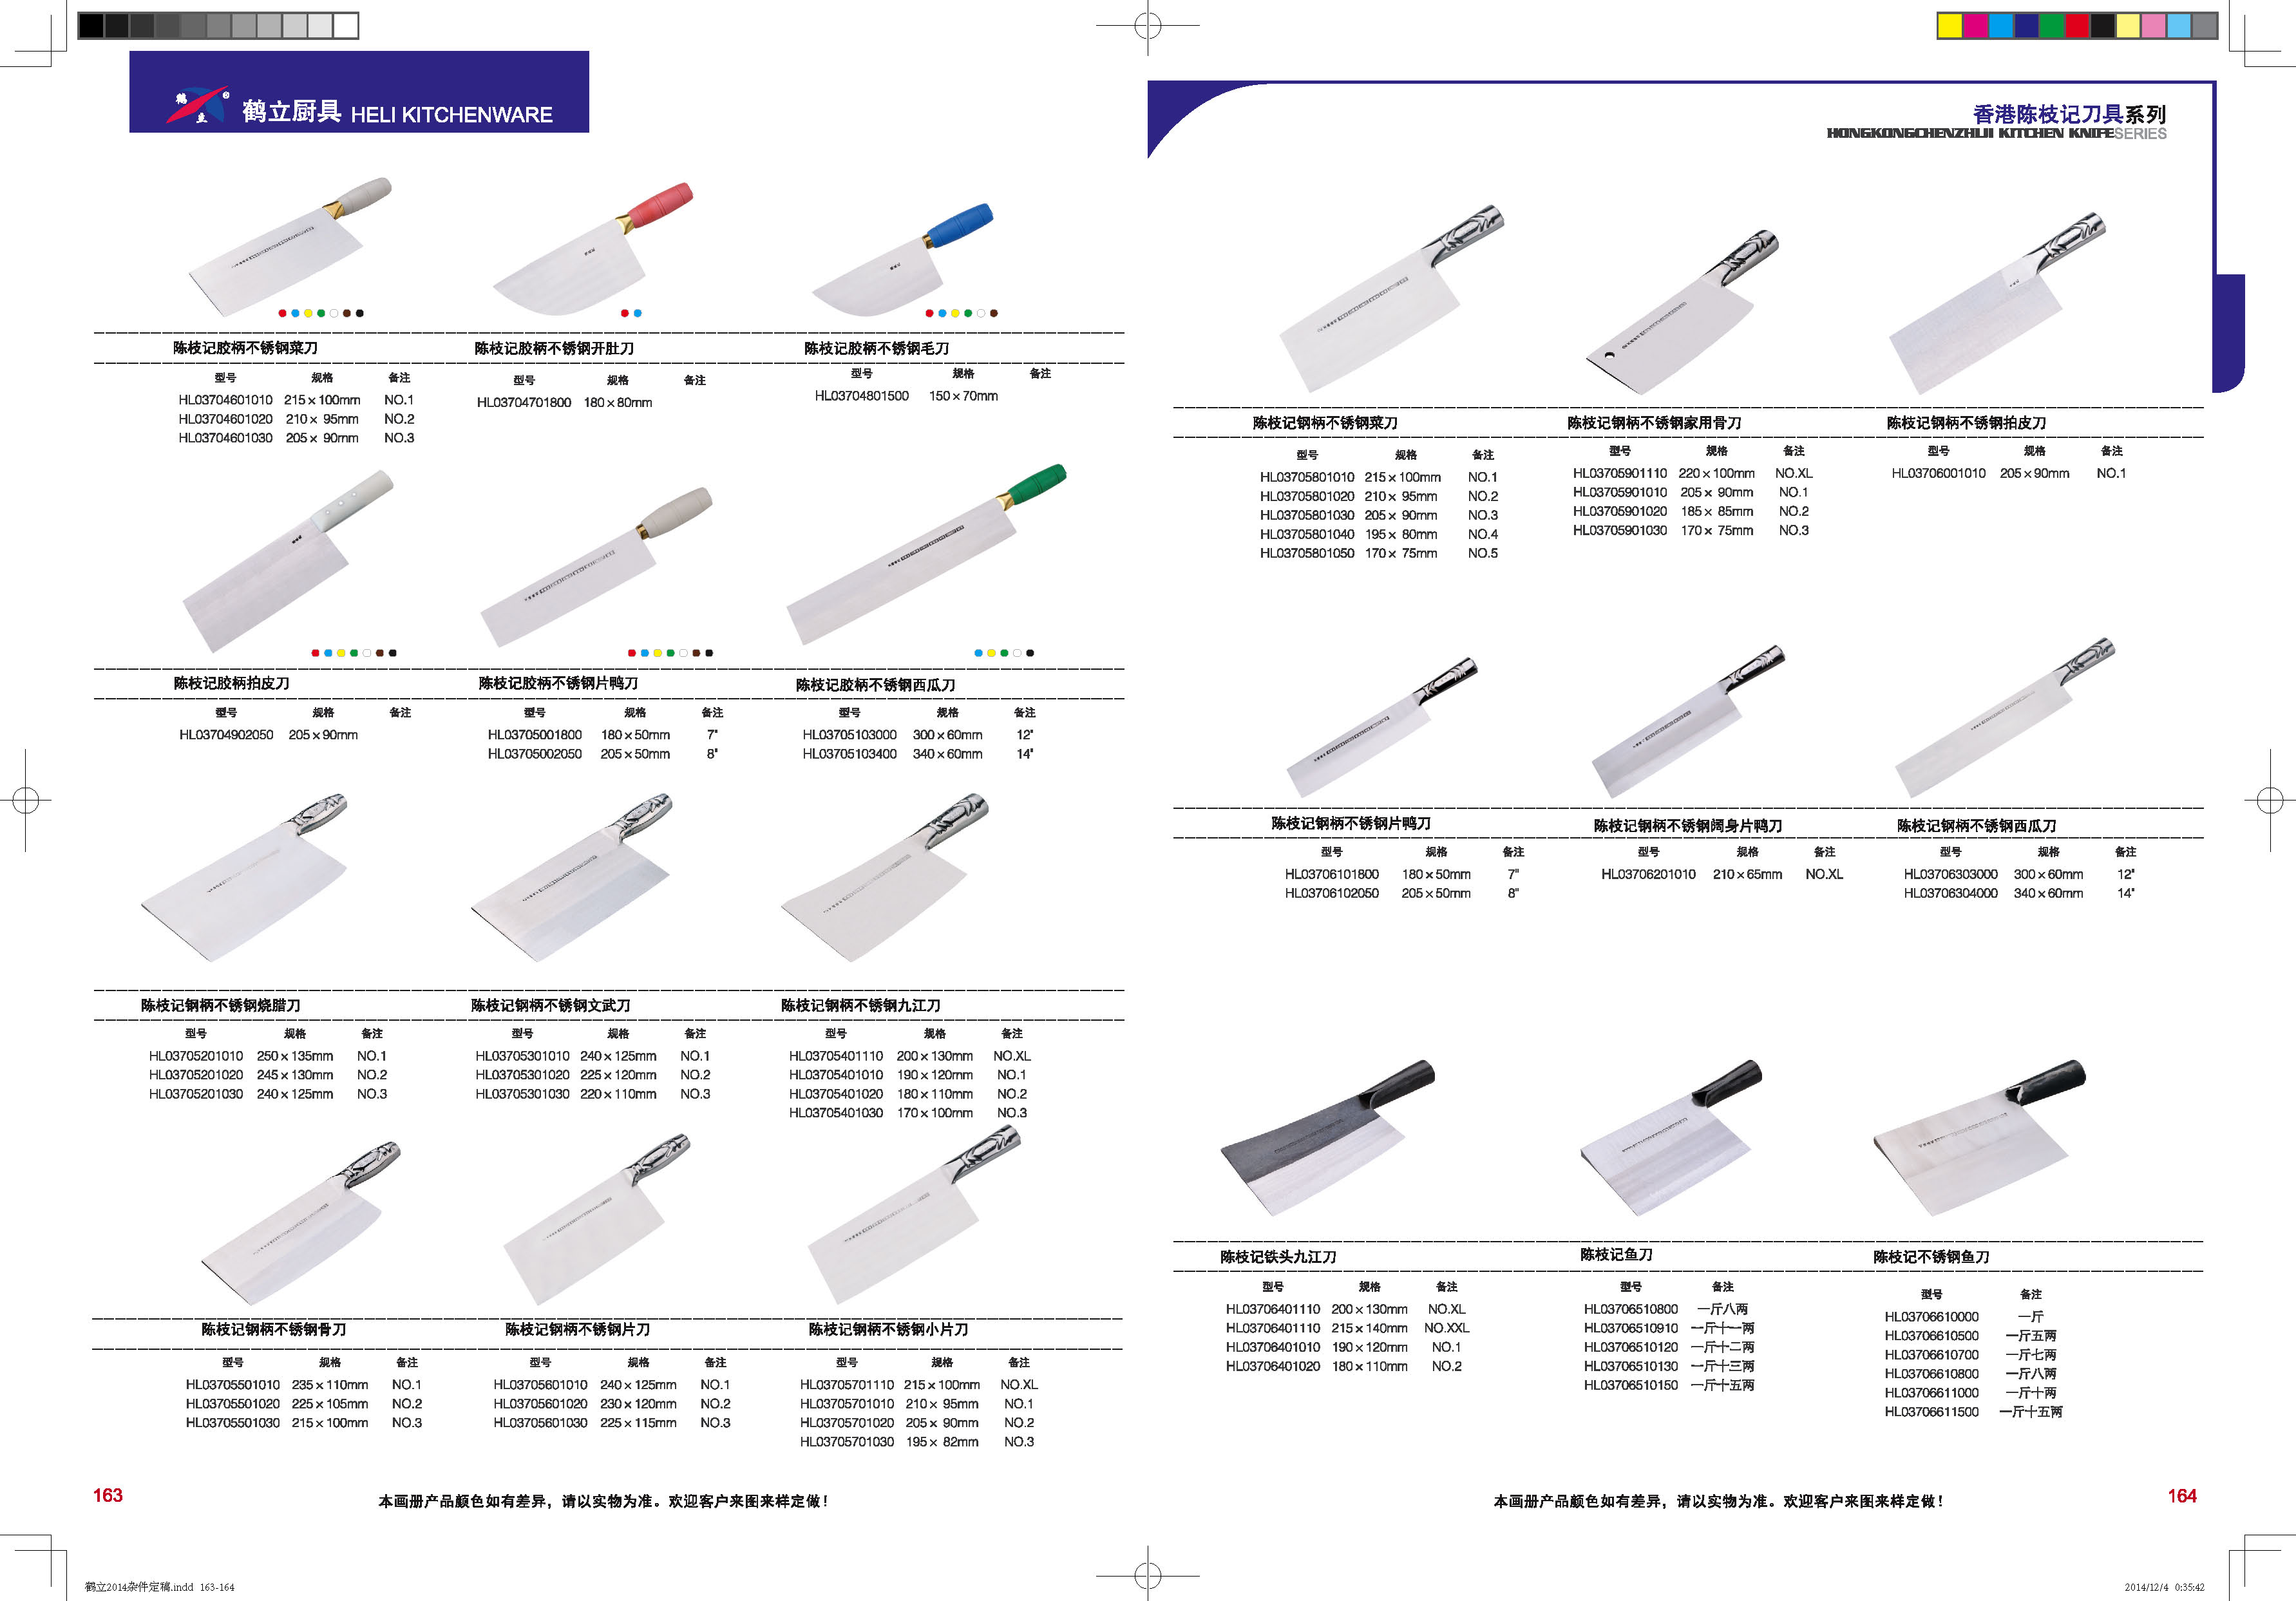 鹤立厨具 HELI KITCHENWARE
香港陈枝记刀具系列
HONGKONGCHENZHIJI KITCHEN KNIFESERIES
陈枝记胶柄不锈钢菜刀
型号 规格 备注
HL03704601010 215×100mm NO.1
HL03704601020 210× 95mm NO.2
HL03704601030 205× 90mm NO.3
陈枝记胶柄不锈钢开肚刀
型号 规格 备注
HL03704701800 180×80mm
陈枝记胶柄不锈钢毛刀
型号 规格 备注
HL03704801500 150×70mm
陈枝记胶柄拍皮刀
型号 规格 备注
HL03704902050 205×90mm
陈枝记胶柄不锈钢片鸭刀
型号 规格 备注
HL03705001800 180×50mm 7"
HL03705002050 205×50mm 8"
陈枝记胶柄不锈钢西瓜刀
型号 规格 备注
HL03705103000 300×60mm 12"
HL03705103400 340×60mm 14"
陈枝记钢柄不锈钢烧腊刀
型号 规格 备注
HL03705201010 250×135mm NO.1
HL03705201020 245×130mm NO.2
HL03705201030 240×125mm NO.3
陈枝记钢柄不锈钢文武刀
型号 规格 备注
HL03705301010 240×125mm NO.1
HL03705301020 225×120mm NO.2
HL03705301030 220×110mm NO.3
陈枝记钢柄不锈钢九江刀
型号 规格 备注
HL03705401110 200×130mm NO.XL
HL03705401010 190×120mm NO.1
HL03705401020 180×110mm NO.2
HL03705401030 170×100mm NO.3
陈枝记钢柄不锈钢骨刀
型号 规格 备注
HL03705501010 235×110mm NO.1
HL03705501020 225×105mm NO.2
HL03705501030 215×100mm NO.3
陈枝记钢柄不锈钢片刀
型号 规格 备注
HL03705601010 240×125mm NO.1
HL03705601020 230×120mm NO.2
HL03705601030 225×115mm NO.3
陈枝记钢柄不锈钢小片刀
型号 规格 备注
HL03705701110 215×100mm NO.XL
HL03705701010 210× 95mm NO.1
HL03705701020 205× 90mm NO.2
HL03705701030 195× 82mm NO.3
163
本画册产品颜色如有差异，请以实物为准。欢迎客户来图来样定做！
陈枝记钢柄不锈钢菜刀
型号 规格 备注
HL03705801010 215×100mm NO.1
HL03705801020 210× 95mm NO.2
HL03705801030 205× 90mm NO.3
HL03705801040 195× 80mm NO.4
HL03705801050 170× 75mm NO.5
陈枝记钢柄不锈钢家用骨刀
型号 规格 备注
HL03705901110 220×100mm NO.XL
HL03705901010 205× 90mm NO.1
HL03705901020 185× 85mm NO.2
HL03705901030 170× 75mm NO.3
陈枝记钢柄不锈钢拍皮刀
型号 规格 备注
HL03706001010 205×90mm NO.1
陈枝记钢柄不锈钢片鸭刀
型号 规格 备注
HL03706101800 180×50mm 7"
HL03706102050 205×50mm 8"
陈枝记钢柄不锈钢阔身片鸭刀
型号 规格 备注
HL03706201010 210×65mm NO.XL
陈枝记钢柄不锈钢西瓜刀
型号 规格 备注
HL03706303000 300×60mm 12"
HL03706304000 340×60mm 14"
陈枝记铁头九江刀
型号 规格 备注
HL03706401110 200×130mm NO.XL
HL03706401110 215×140mm NO.XXL
HL03706401010 190×120mm NO.1
HL03706401020 180×110mm NO.2
陈枝记鱼刀
型号 备注
HL03706510800 一斤八两
HL03706510910 一斤十一两
HL03706510120 一斤十二两
HL03706510130 一斤十三两
HL03706510150 一斤十五两
陈枝记不锈钢鱼刀
型号 备注
HL03706610000 一斤
HL03706610500 一斤五两
HL03706610700 一斤七两
HL03706610800 一斤八两
HL03706611000 一斤十两
HL03706611500 一斤十五两
本画册产品颜色如有差异，请以实物为准。欢迎客户来图来样定做！
164
鹤立2014杂件定稿.indd 163-164
2014/12/4 0:35:42